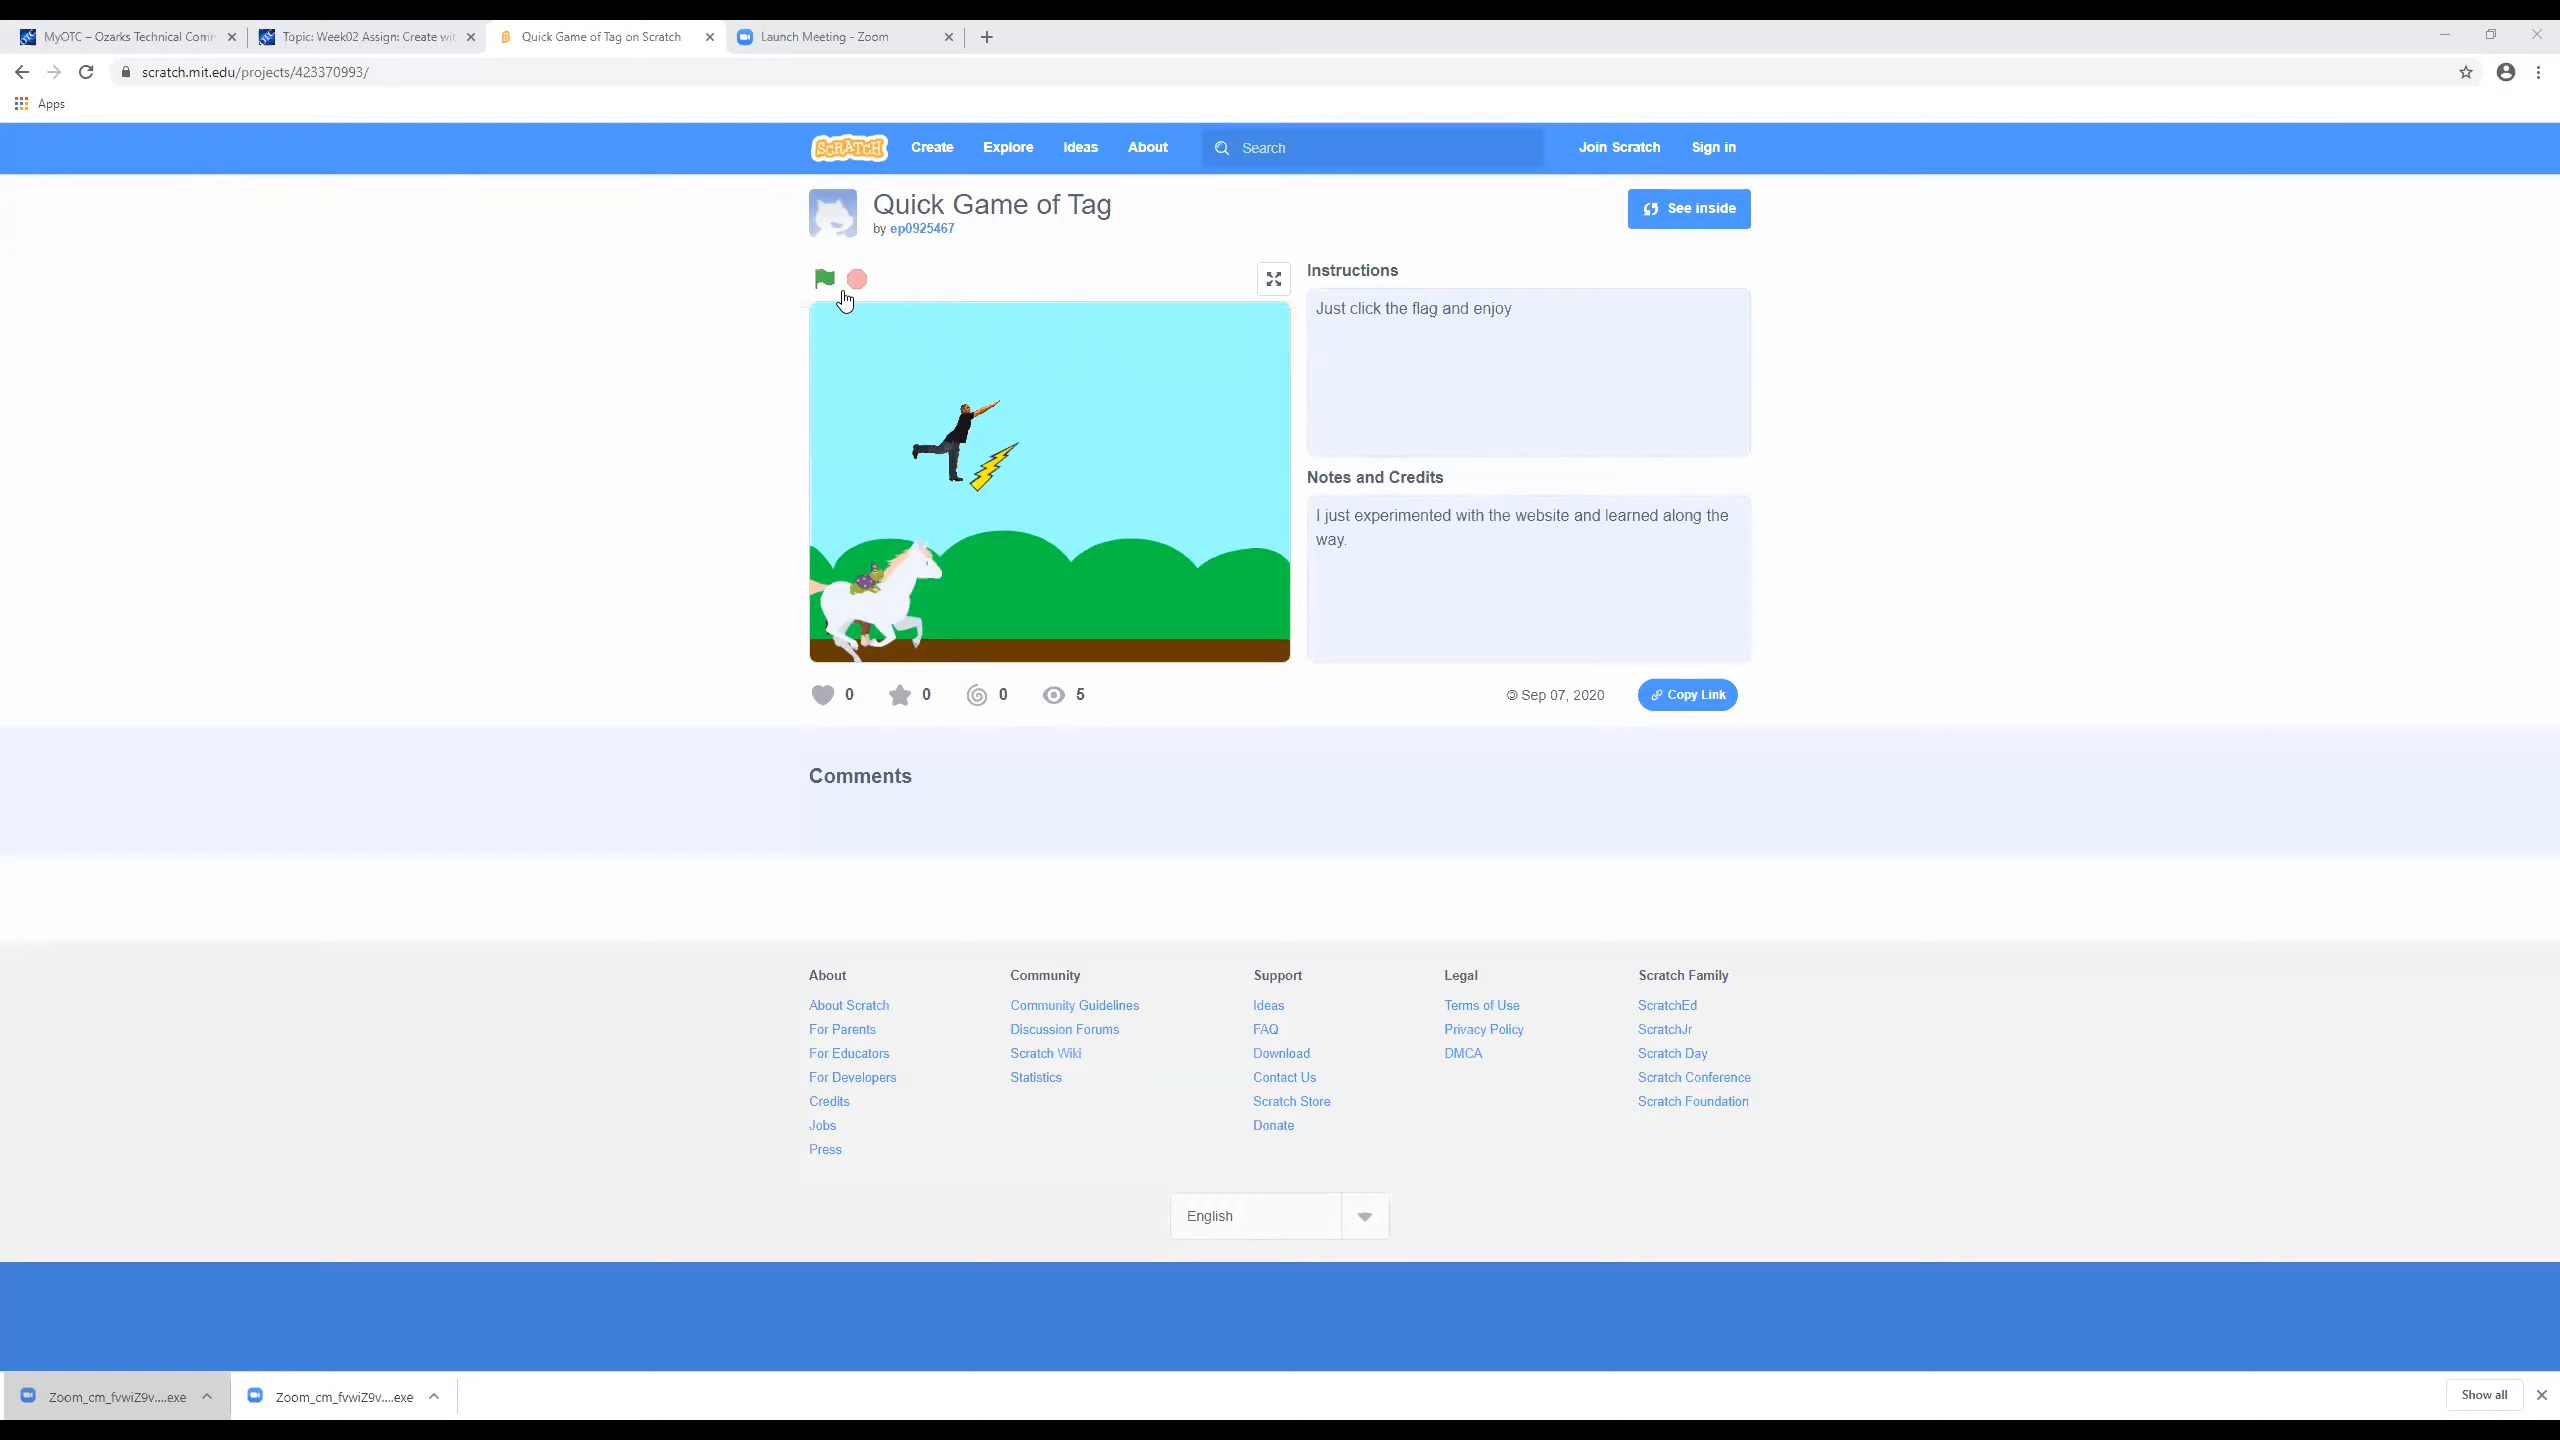 MyOTC – Ozarks Technical Com
Topic: Week02 Assign: Create wit
Quick Game of Tag on Scratch
Launch Meeting - Zoom
scratch.mit.edu/projects/423370993/
Apps
SCRATCH
Create
Explore
Ideas
About
Search
Join Scratch
Sign in
Quick Game of Tag
by ep0925467
See inside
Instructions
Just click the flag and enjoy
Notes and Credits
I just experimented with the website and learned along the
way.
0
0
0
5
© Sep 07, 2020
Copy Link
Comments
About
About Scratch
For Parents
For Educators
For Developers
Credits
Jobs
Press
Community
Community Guidelines
Discussion Forums
Scratch Wiki
Statistics
Support
Ideas
FAQ
Download
Contact Us
Scratch Store
Donate
Legal
Terms of Use
Privacy Policy
DMCA
Scratch Family
ScratchEd
ScratchJr
Scratch Day
Scratch Conference
Scratch Foundation
English
Zoom_cm_fvwiZ9v....exe
Zoom_cm_fvwiZ9v....exe
Show all